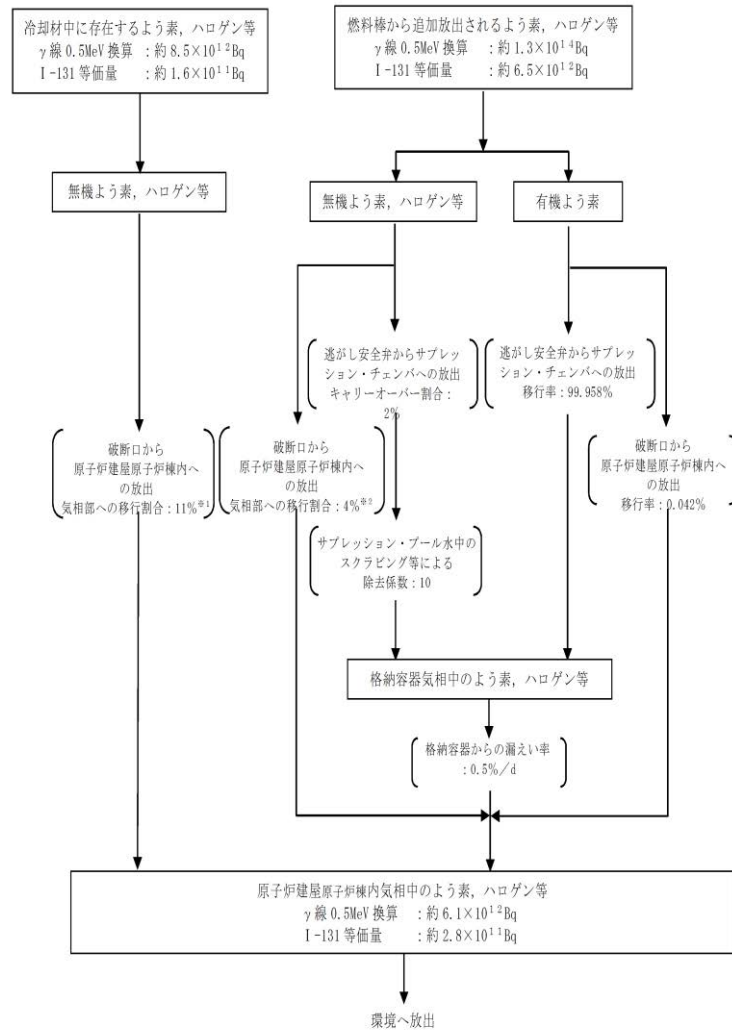 冷却材中に存在するよう素，ハロゲン等
γ線0.5MeV換算　：約8.5×10¹²Bq
I-131等価量　：約1.6×10¹¹Bq
燃料棒から追加放出されるよう素，ハロゲン等
γ線0.5MeV換算　：約1.3×10¹⁴Bq
I-131等価量　：約6.5×10¹²Bq
無機よう素，ハロゲン等
無機よう素，ハロゲン等
有機よう素
逃がし安全弁からサプレッ
ション・チェンバへの放出
キャリーオーバー割合：
2%
逃がし安全弁からサプレッ
ション・チェンバへの放出
移行率：99.958%
破断口から
原子炉建屋原子炉棟内へ
の放出
気相部への移行割合：11%※1
破断口から
原子炉建屋原子炉棟内へ
の放出
気相部への移行割合：4%※2
破断口から
原子炉建屋原子炉棟内へ
の放出
移行率：0.042%
サプレッション・プール水中の
スクラビング等による
除去係数：10
格納容器気相中のよう素，ハロゲン等
格納容器からの漏えい率
：0.5%／d
原子炉建屋原子炉棟内気相中のよう素，ハロゲン等
γ線0.5MeV換算　：約6.1×10¹²Bq
I-131等価量　：約2.8×10¹¹Bq
環境へ放出